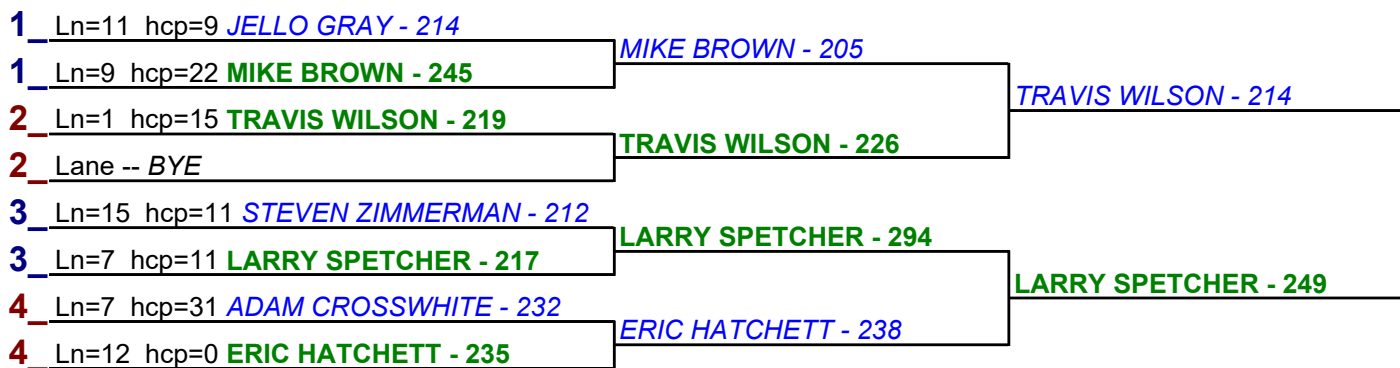 1_ Ln=11 hcp=9 JELLO GRAY - 214
MIKE BROWN - 205
1_ Ln=9 hcp=22 MIKE BROWN - 245
TRAVIS WILSON - 214
2_ Ln=1 hcp=15 TRAVIS WILSON - 219
TRAVIS WILSON - 226
2_ Lane -- BYE
3_ Ln=15 hcp=11 STEVEN ZIMMERMAN - 212
LARRY SPETCHER - 294
3_ Ln=7 hcp=11 LARRY SPETCHER - 217
LARRY SPETCHER - 249
4_ Ln=7 hcp=31 ADAM CROSSWHITE - 232
ERIC HATCHETT - 238
4_ Ln=12 hcp=0 ERIC HATCHETT - 235